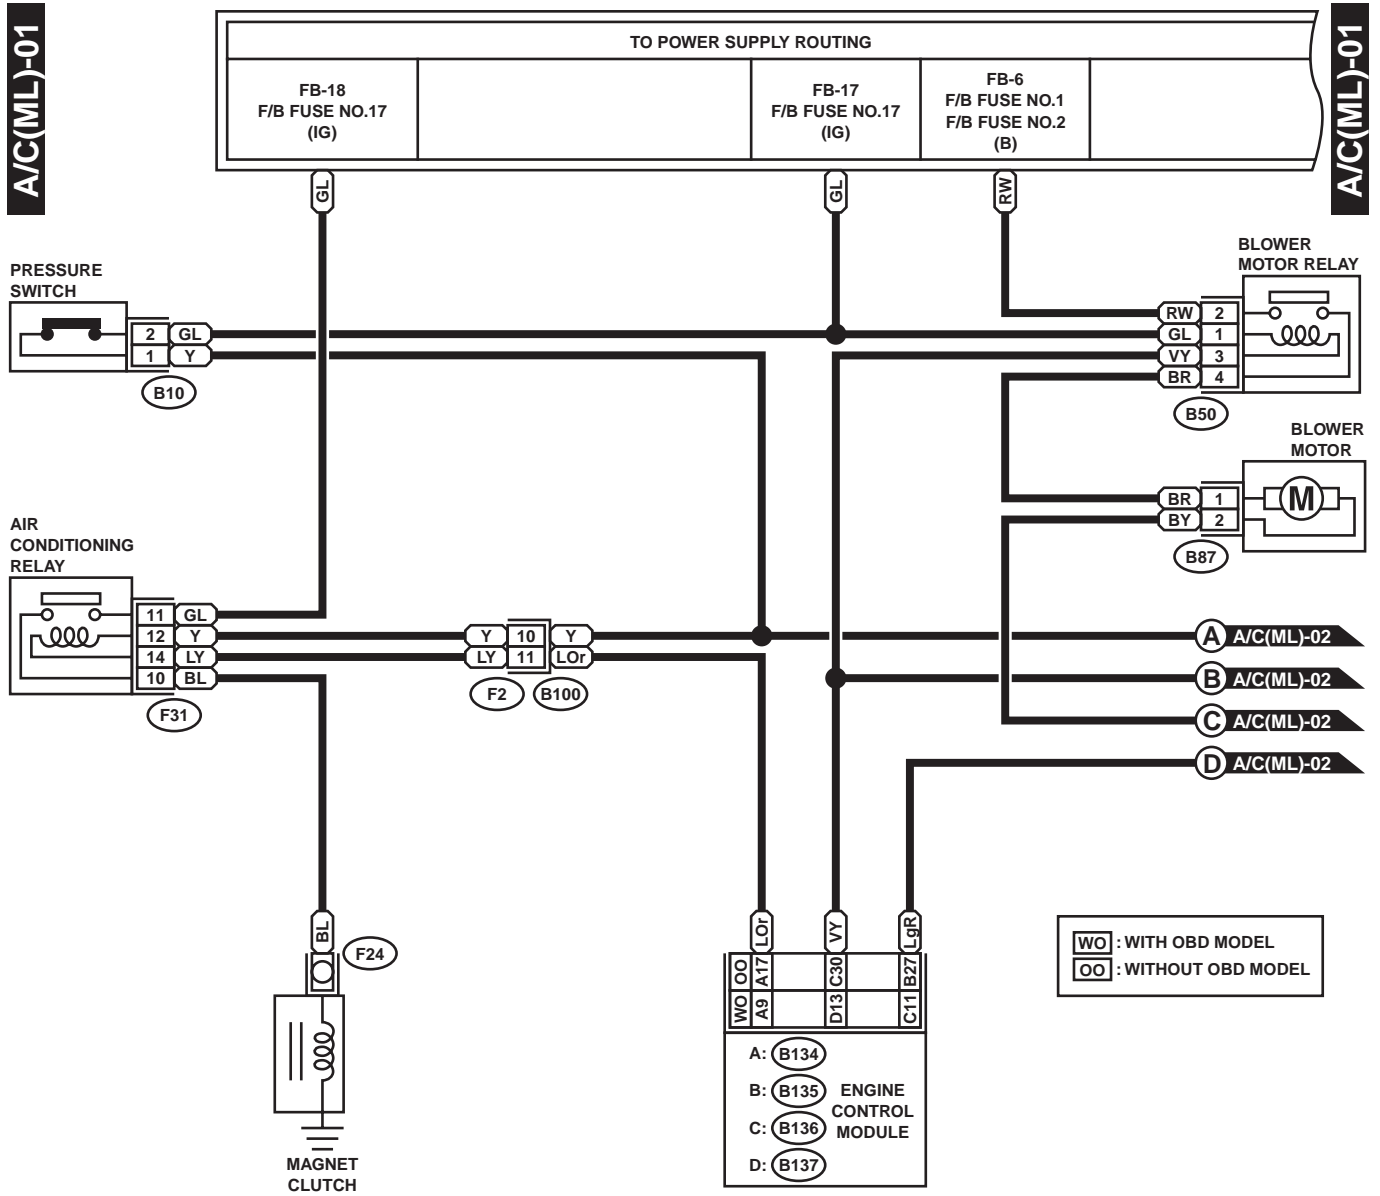 A/C(ML)-01
A/C(ML)-01
TO POWER SUPPLY ROUTING
FB-18
F/B FUSE NO.17
(IG)
FB-17
F/B FUSE NO.17
(IG)
FB-6
F/B FUSE NO.1
F/B FUSE NO.2
(B)
GL
GL
RW
PRESSURE
SWITCH
2 GL
1 Y
B10
BLOWER
MOTOR RELAY
RW 2
GL 1
VY 3
BR 4
B50
BLOWER
MOTOR
M
BR 1
BY 2
B87
AIR
CONDITIONING
RELAY
11 GL
12 Y
14 LY
10 BL
F31
Y 10 Y
LY 11 LOr
F2 B100
A A/C(ML)-02
B A/C(ML)-02
C A/C(ML)-02
D A/C(ML)-02
BL
F24
MAGNET
CLUTCH
LOr
VY
LgR
OO A17 C30 B27
WO A9 D13 C11
A: B134
B: B135
C: B136
D: B137
ENGINE
CONTROL
MODULE
WO : WITH OBD MODEL
OO : WITHOUT OBD MODEL